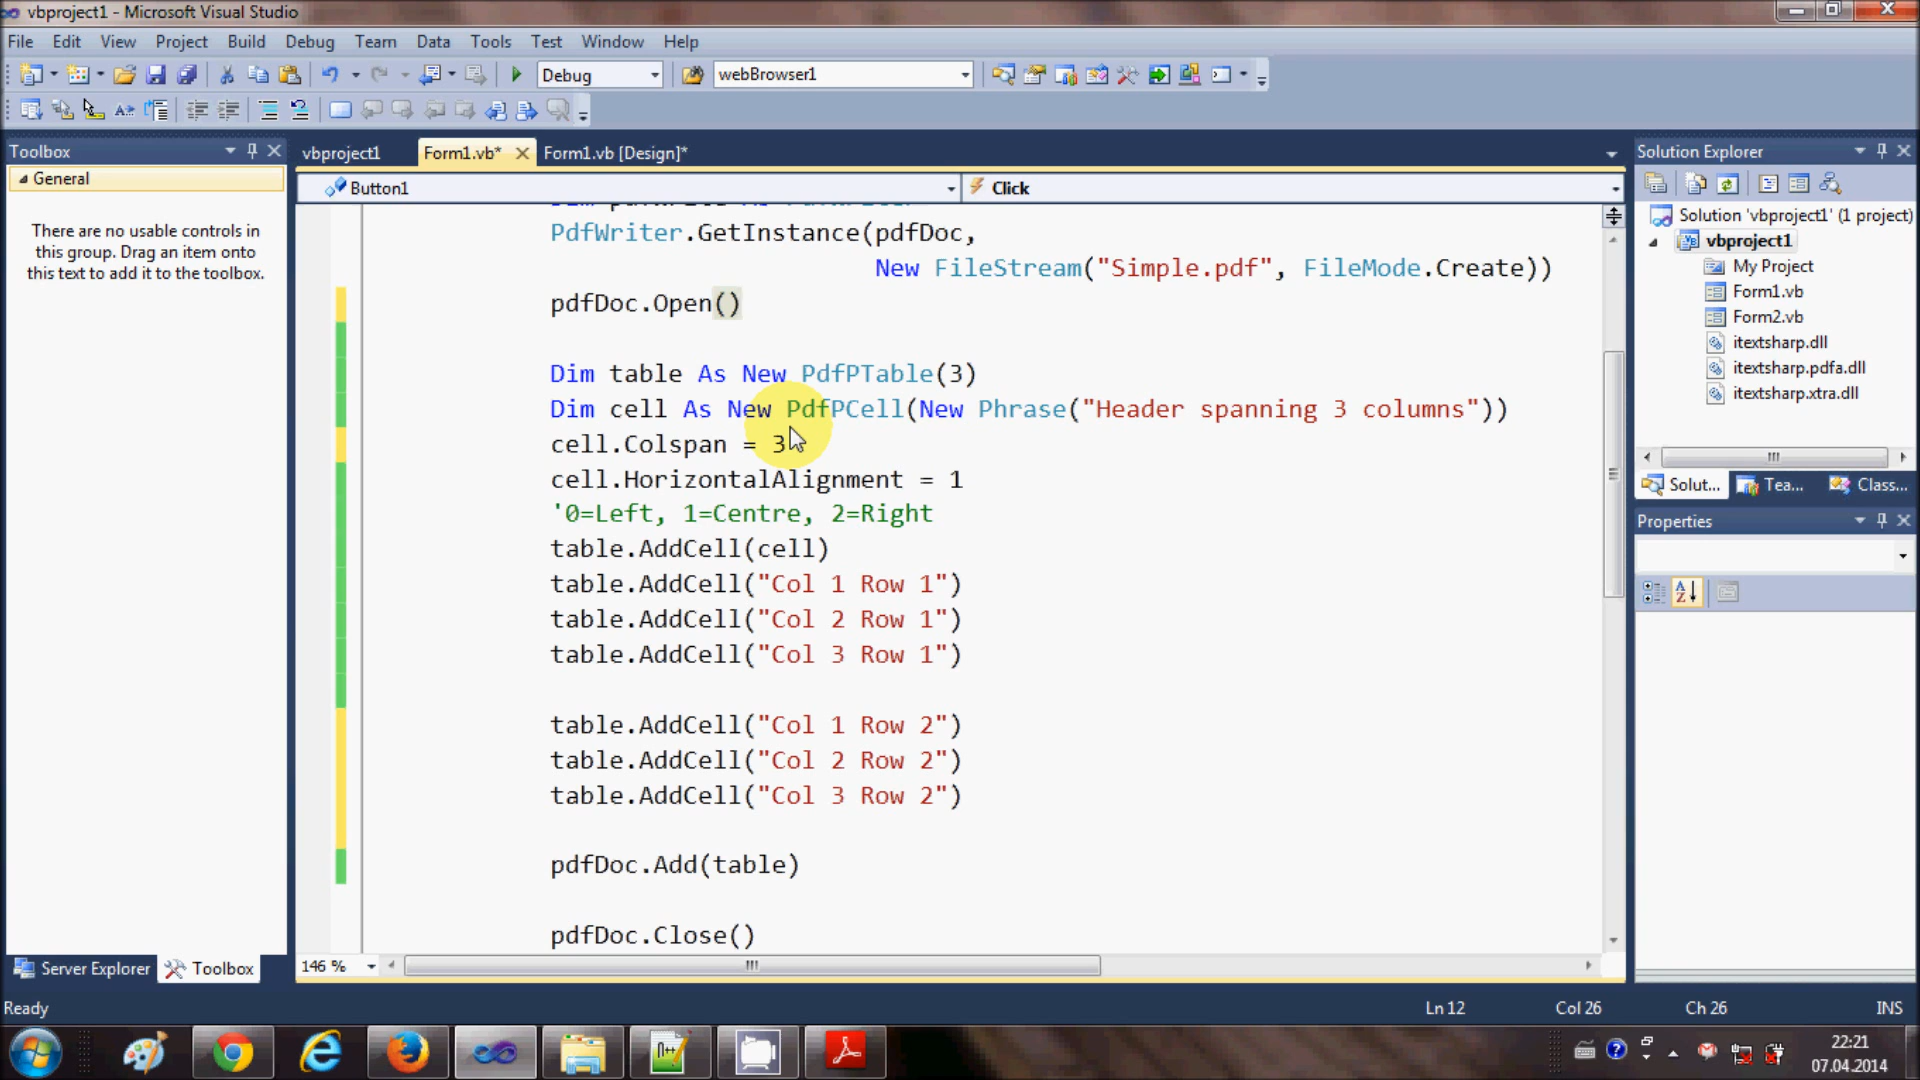 vbproject1 - Microsoft Visual Studio
File Edit View Project Build Debug Team Data Tools Test Window Help
Debug
webBrowser1
Toolbox
General
There are no usable controls in
this group. Drag an item onto
this text to add it to the toolbox.
Server Explorer
Toolbox
vbproject1
Form1.vb*
Form1.vb [Design]*
Button1
Click
PdfWriter.GetInstance(pdfDoc,
New FileStream("Simple.pdf", FileMode.Create))
pdfDoc.Open()
Dim table As New PdfPTable(3)
Dim cell As New PdfPCell(New Phrase("Header spanning 3 columns"))
cell.Colspan = 3
cell.HorizontalAlignment = 1
'0=Left, 1=Centre, 2=Right
table.AddCell(cell)
table.AddCell("Col 1 Row 1")
table.AddCell("Col 2 Row 1")
table.AddCell("Col 3 Row 1")
table.AddCell("Col 1 Row 2")
table.AddCell("Col 2 Row 2")
table.AddCell("Col 3 Row 2")
pdfDoc.Add(table)
pdfDoc.Close()
146 %
Solution Explorer
Solution 'vbproject1' (1 project)
vbproject1
My Project
Form1.vb
Form2.vb
itextsharp.dll
itextsharp.pdfa.dll
itextsharp.xtra.dll
Solut...
Tea...
Class...
Properties
Ready
Ln 12
Col 26
Ch 26
INS
22:21
07.04.2014